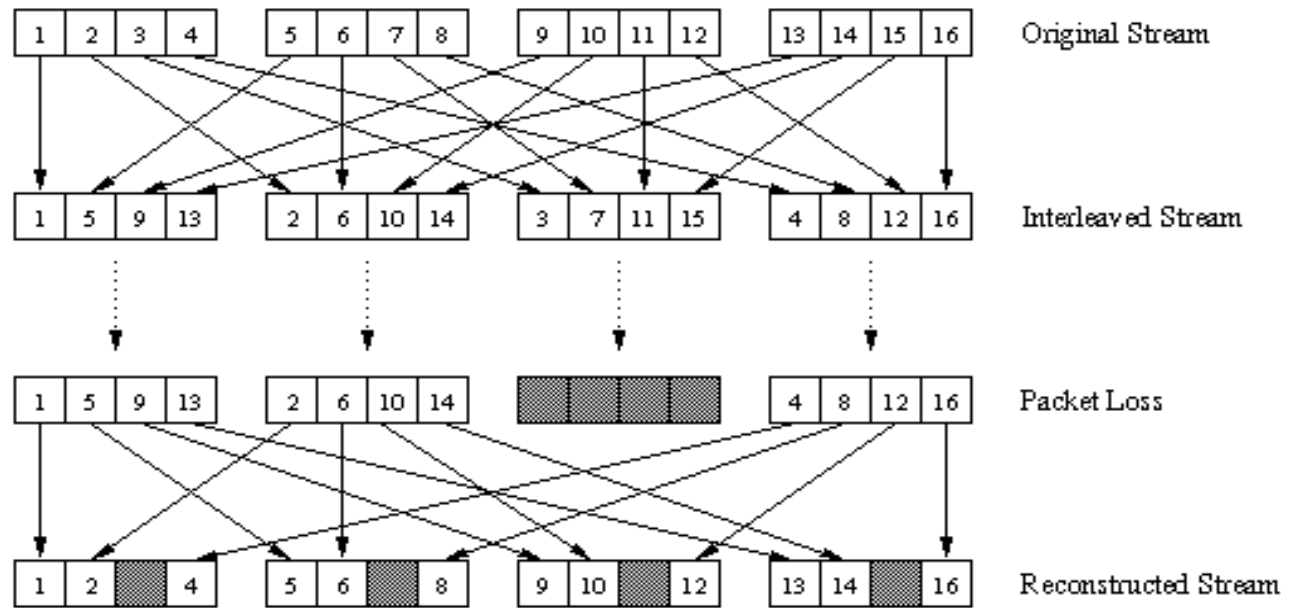 1 2 3 4 5 6 7 8 9 10 11 12 13 14 15 16 Original Stream
1 5 9 13 2 6 10 14 3 7 11 15 4 8 12 16 Interleaved Stream
1 5 9 13 2 6 10 14 4 8 12 16 Packet Loss
1 2 4 5 6 8 9 10 12 13 14 16 Reconstructed Stream